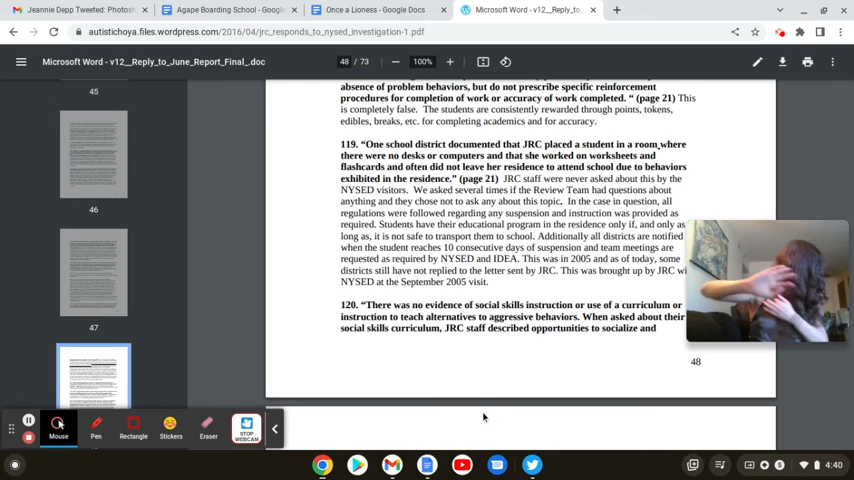 Jeannie Depp Tweeted: Photosh
Agape Boarding School - Google
Once a Lioness - Google Docs
Microsoft Word - v12__Reply_to_
autistichoya.files.wordpress.com/2016/04/jrc_responds_to_nysed_investigation-1.pdf
Microsoft Word - v12__Reply_to_June_Report_Final_.doc
48 / 73
100%
45
46
47
absence of problem behaviors, but do not prescribe specific reinforcement
procedures for completion of work or accuracy of work completed. “ (page 21) This
is completely false.  The students are consistently rewarded through points, tokens,
edibles, breaks, etc. for completing academics and for accuracy.
119. “One school district documented that JRC placed a student in a room where
there were no desks or computers and that she worked on worksheets and
flashcards and often did not leave her residence to attend school due to behaviors
exhibited in the residence.” (page 21)  JRC staff were never asked about this by the
NYSED visitors.  We asked several times if the Review Team had questions about
anything and they chose not to ask any about this topic.  In the case in question, all
regulations were followed regarding any suspension and instruction was provided as
required. Students have their educational program in the residence only if, and only as
long as, it is not safe to transport them to school. Additionally all districts are notified
when the student reaches 10 consecutive days of suspension and team meetings are
requested as required by NYSED and IDEA. This was in 2005 and as of today, some
districts still have not replied to the letter sent by JRC. This was brought up by JRC wi
NYSED at the September 2005 visit.
120. “There was no evidence of social skills instruction or use of a curriculum or
instruction to teach alternatives to aggressive behaviors. When asked about their
social skills curriculum, JRC staff described opportunities to socialize and
48
Mouse
Pen
Rectangle
Stickers
Eraser
STOP
WEBCAM
4:40